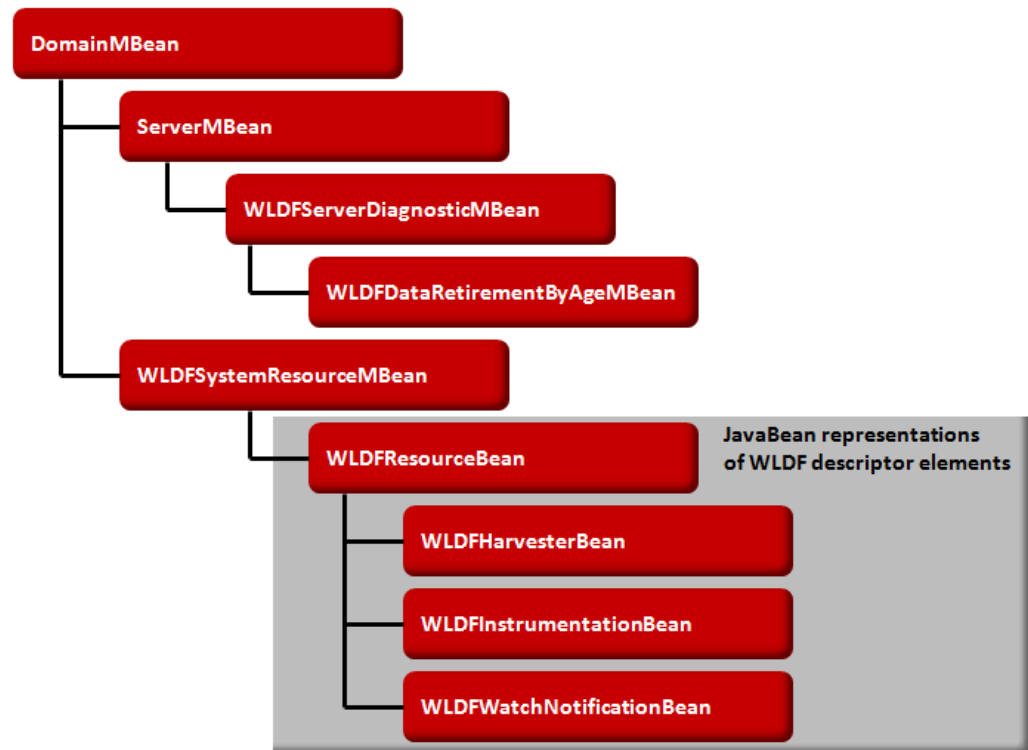 DomainMBean
ServerMBean
WLDFServerDiagnosticMBean
WLDFDataRetirementByAgeMBean
WLDFSystemResourceMBean
WLDFResourceBean
JavaBean representations
of WLDF descriptor elements
WLDFHarvesterBean
WLDFInstrumentationBean
WLDFWatchNotificationBean